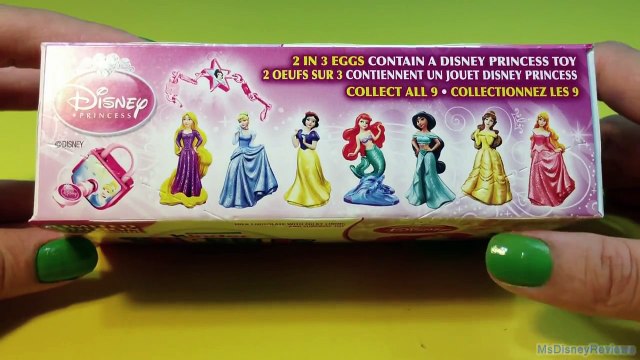 2 IN 3 EGGS CONTAIN A DISNEY PRINCESS TOY
2 OEUFS SUR 3 CONTIENNENT UN JOUET DISNEY PRINCESS
COLLECT ALL 9 • COLLECTIONNEZ LES 9
Disney
PRINCESS
©DISNEY
MsDisneyReviews